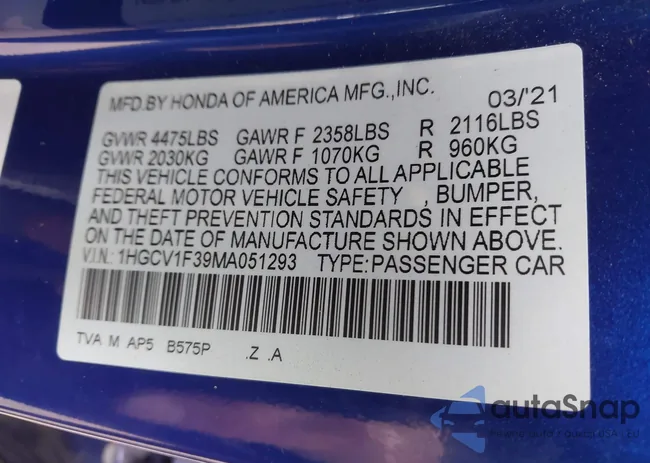 MFD.BY HONDA OF AMERICA MFG.,INC. 03/'21
GVWR 4475LBS GAWR F 2358LBS R 2116LBS
GVWR 2030KG GAWR F 1070KG R 960KG
THIS VEHICLE CONFORMS TO ALL APPLICABLE
FEDERAL MOTOR VEHICLE SAFETY , BUMPER,
AND THEFT PREVENTION STANDARDS IN EFFECT
ON THE DATE OF MANUFACTURE SHOWN ABOVE.
V.I.N.: 1HGCV1F39MA051293 TYPE:PASSENGER CAR
TVA M AP5 B575P .Z .A
autoSnap